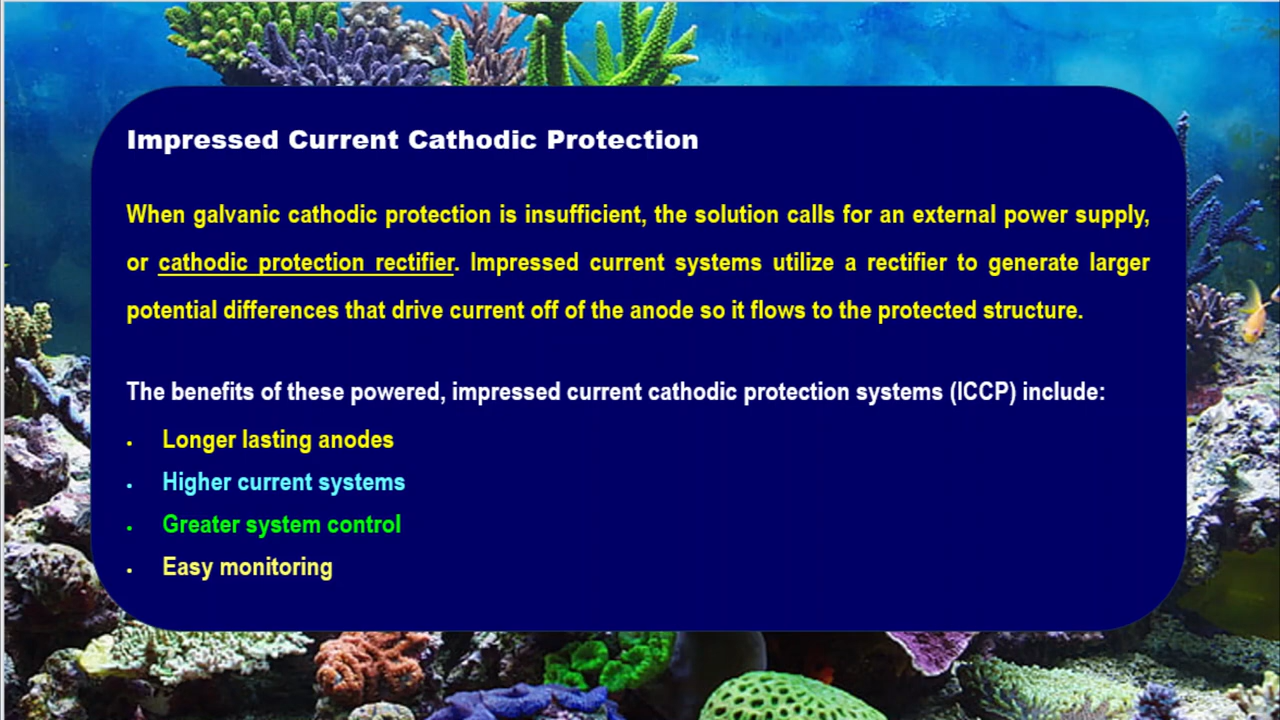 Impressed Current Cathodic Protection
When galvanic cathodic protection is insufficient, the solution calls for an external power supply,
or cathodic protection rectifier. Impressed current systems utilize a rectifier to generate larger
potential differences that drive current off of the anode so it flows to the protected structure.
The benefits of these powered, impressed current cathodic protection systems (ICCP) include:
• Longer lasting anodes
• Higher current systems
• Greater system control
• Easy monitoring